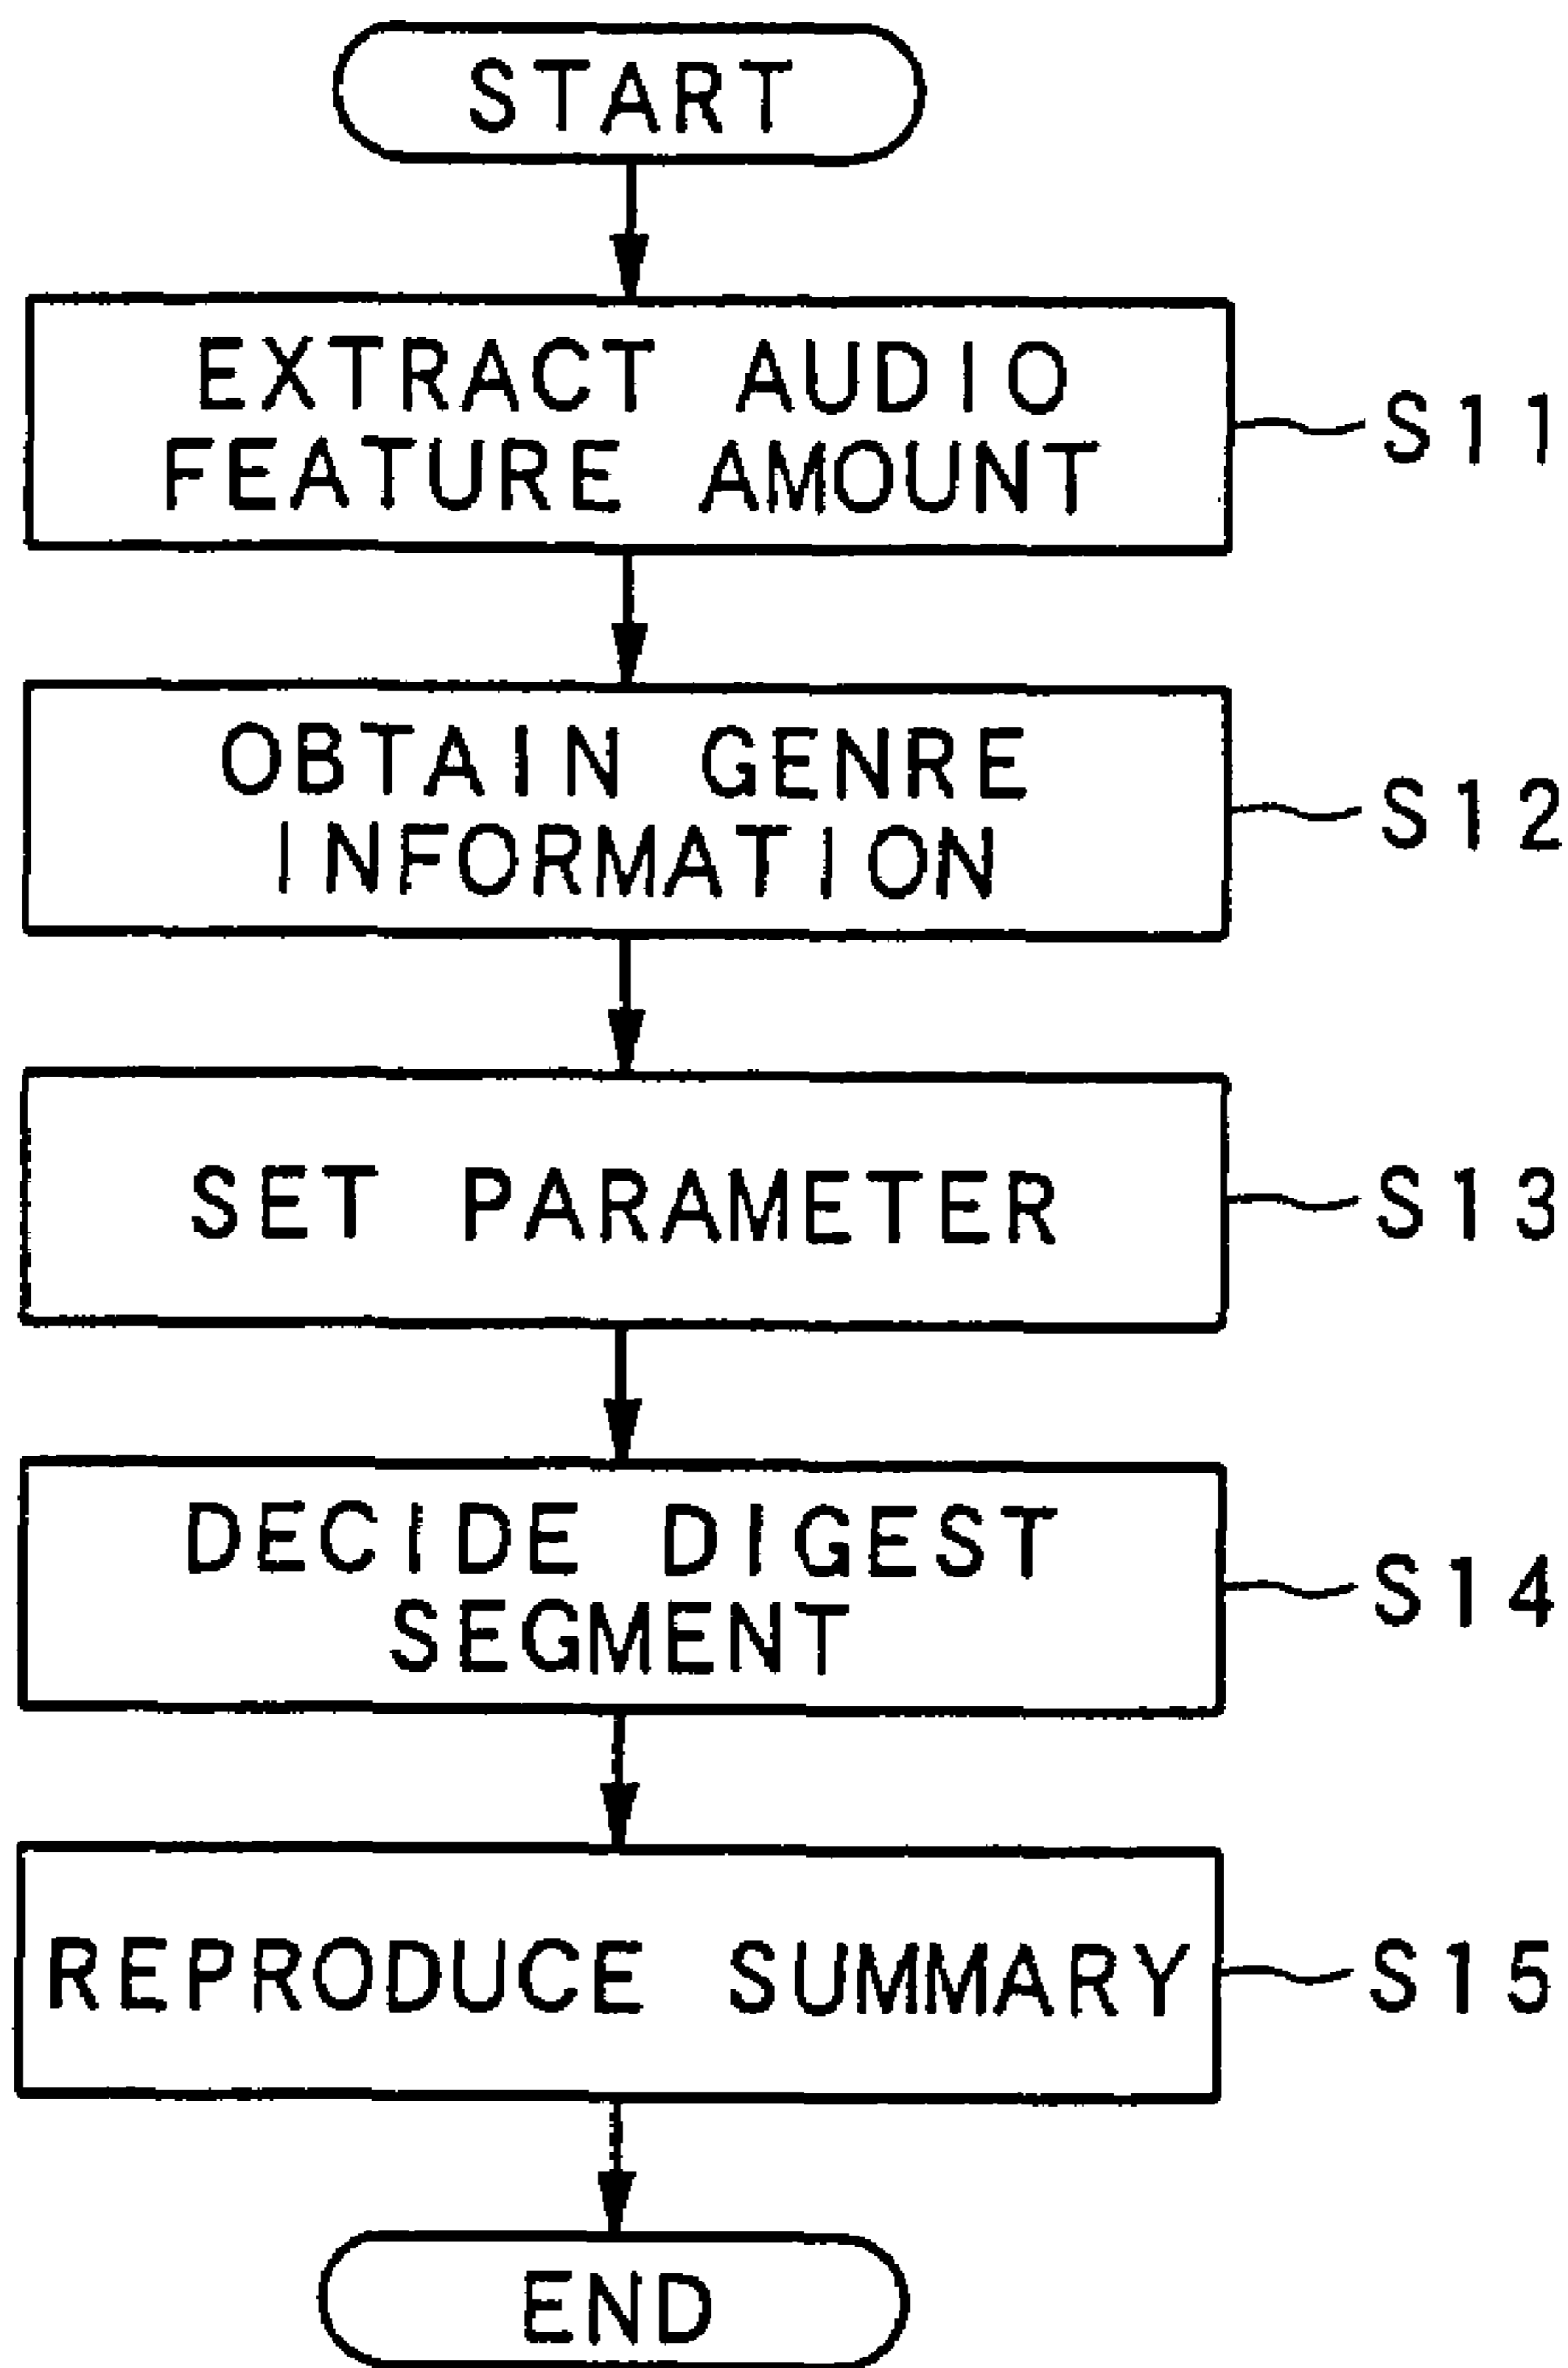 START
EXTRACT AUDIO
FEATURE AMOUNT
S11
OBTAIN GENRE
INFORMATION
S12
SET PARAMETER
S13
DECIDE DIGEST
SEGMENT
S14
REPRODUCE SUMMARY
S15
END